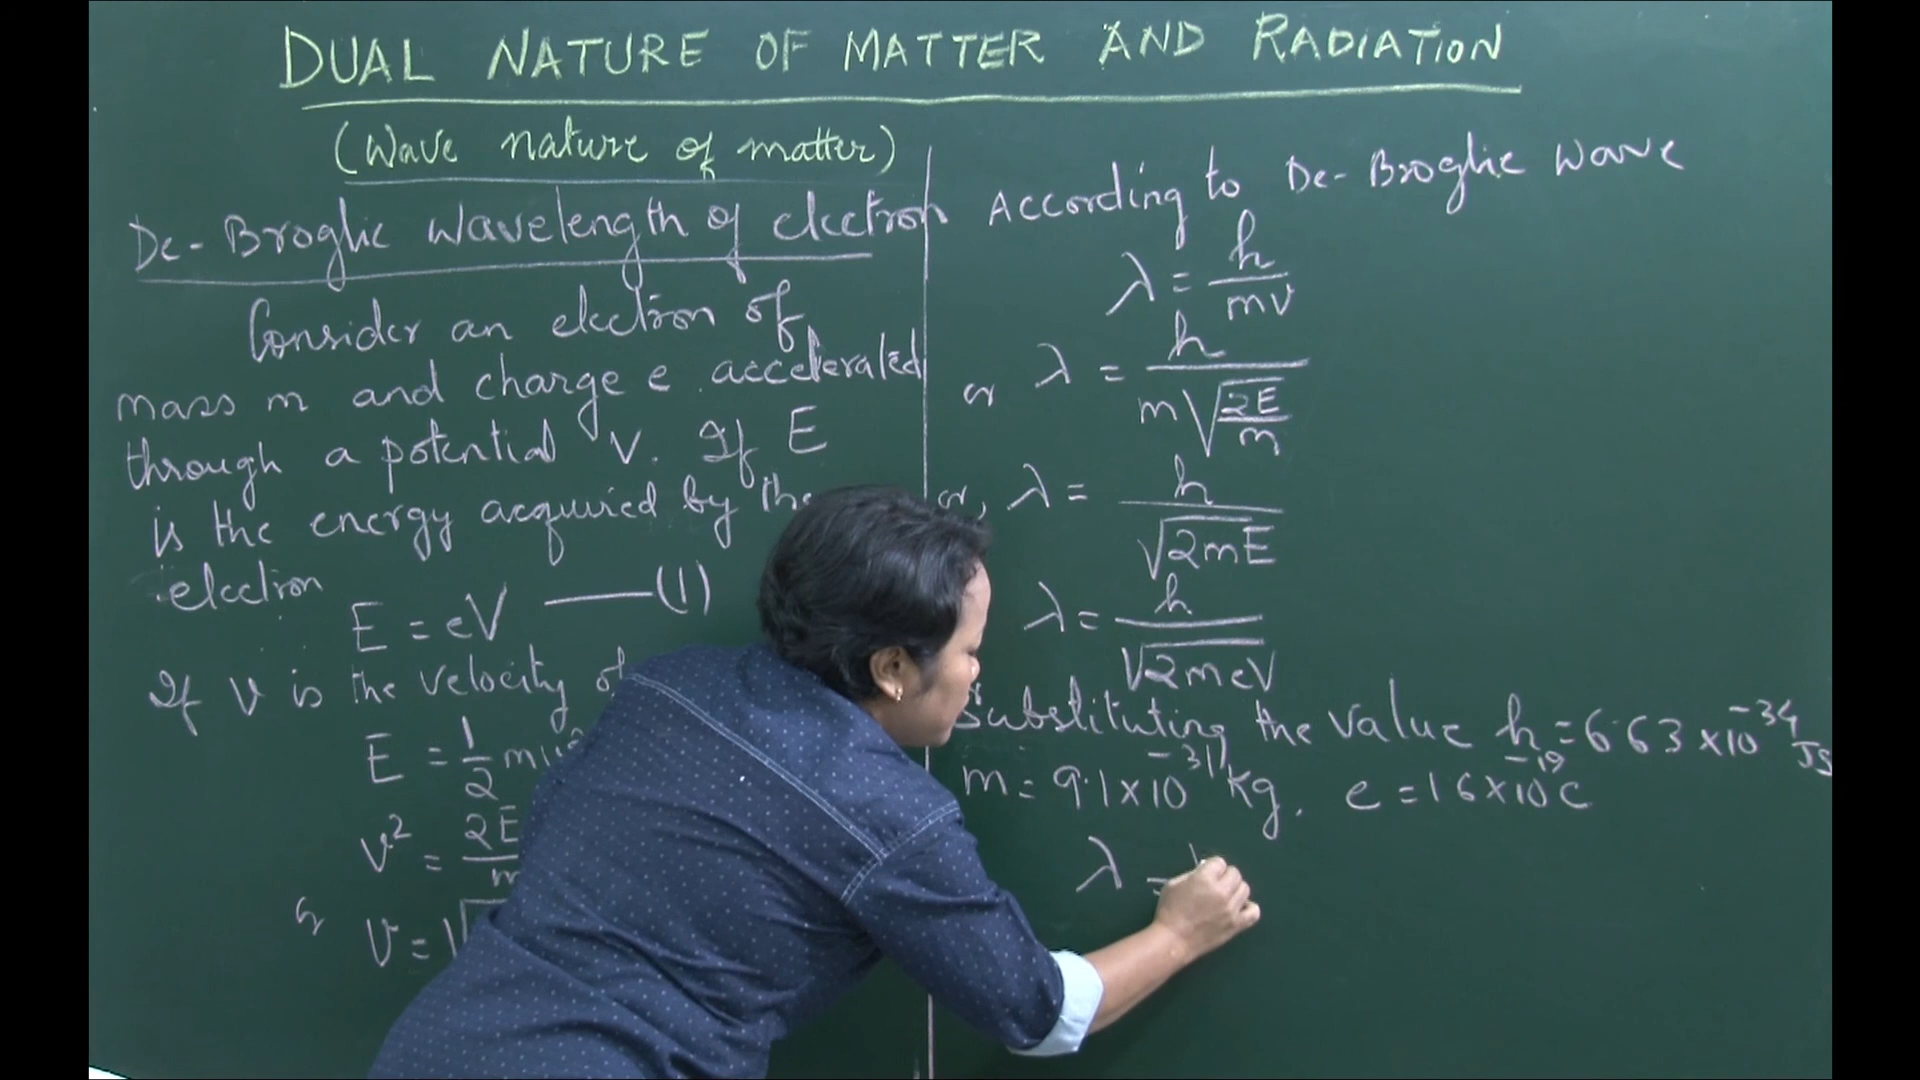 DUAL NATURE OF MATTER AND RADIATION
(Wave nature of matter)
De-Broglie Wavelength of electron
Consider an electron of
mass m and charge e accelerated
through a potential V. If E
is the energy acquired by the
electron
E = eV —— (1)
If v is the velocity of
E = 1/2 mv²
v² = 2E/m
or v = √
According to De-Broglie Wave
λ = h/mv
or λ = h/m√(2E/m)
or, λ = h/√2mE
λ = h/√2meV
Substituting the value h = 6.63 × 10⁻³⁴ Js
m = 9.1 × 10⁻³¹ kg. e = 1.6 × 10⁻¹⁹ C
λ =